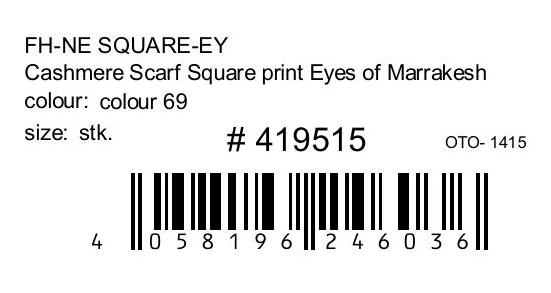 FH-NE SQUARE-EY
Cashmere Scarf Square print Eyes of Marrakesh
colour: colour 69
size: stk.
# 419515
OTO- 1415
4 058196 246036